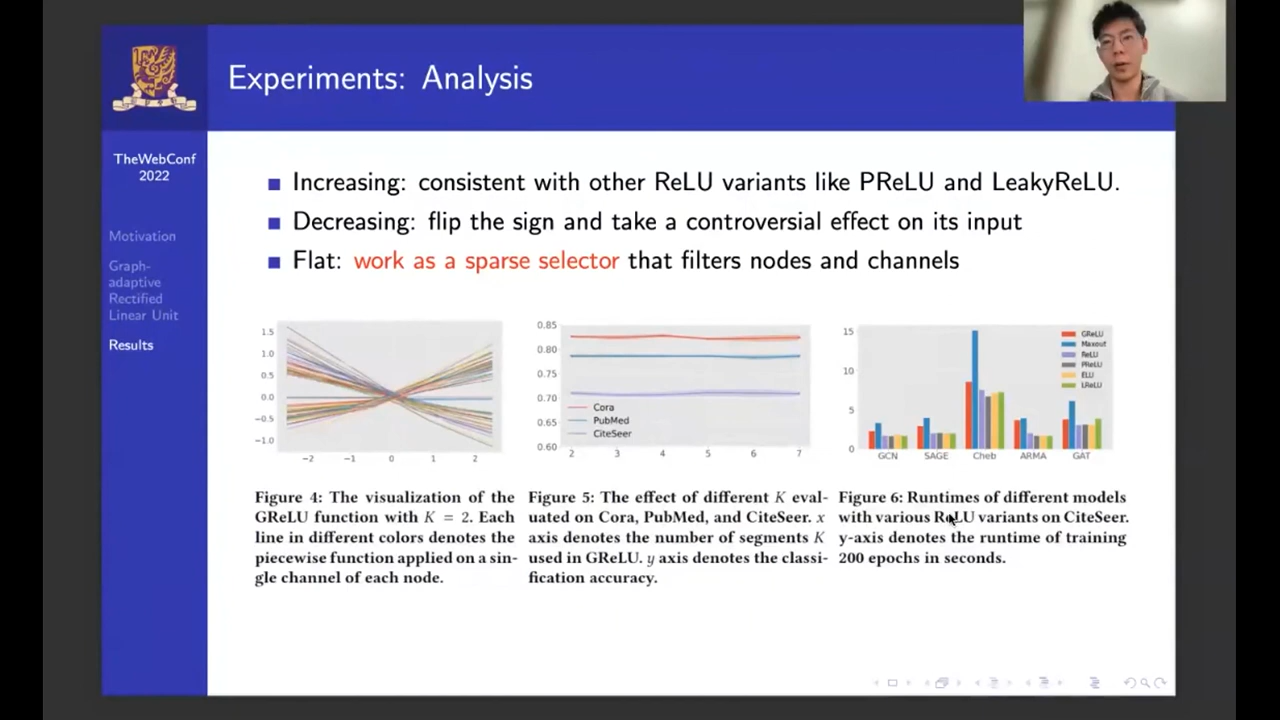 Experiments: Analysis
TheWebConf
2022
Motivation
Graph-
adaptive
Rectified
Linear Unit
Results
Increasing: consistent with other ReLU variants like PReLU and LeakyReLU.
Decreasing: flip the sign and take a controversial effect on its input
Flat: work as a sparse selector that filters nodes and channels
1.5
1.0
0.5
0.0
−0.5
−1.0
−2 −1 0 1 2
0.85
0.80
0.75
0.70
0.65
0.60
Cora
PubMed
CiteSeer
2 3 4 5 6 7
15
10
5
0
GReLU
Maxout
ReLU
PReLU
ELU
LReLU
GCN SAGE Cheb ARMA GAT
Figure 4: The visualization of the
GReLU function with K = 2. Each
line in different colors denotes the
piecewise function applied on a sin-
gle channel of each node.
Figure 5: The effect of different K eval-
uated on Cora, PubMed, and CiteSeer. x
axis denotes the number of segments K
used in GReLU. y axis denotes the classi-
fication accuracy.
Figure 6: Runtimes of different models
with various ReLU variants on CiteSeer.
y-axis denotes the runtime of training
200 epochs in seconds.